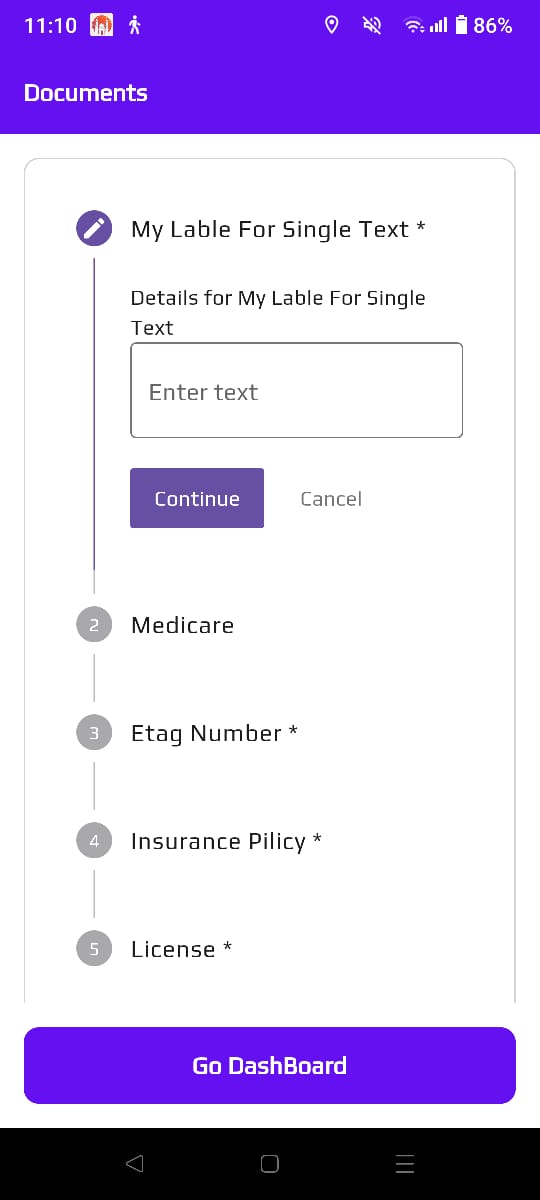 11:10
86%
Documents
My Lable For Single Text *
Details for My Lable For Single
Text
Enter text
Continue
Cancel
2
Medicare
3
Etag Number *
4
Insurance Pilicy *
5
License *
Go DashBoard